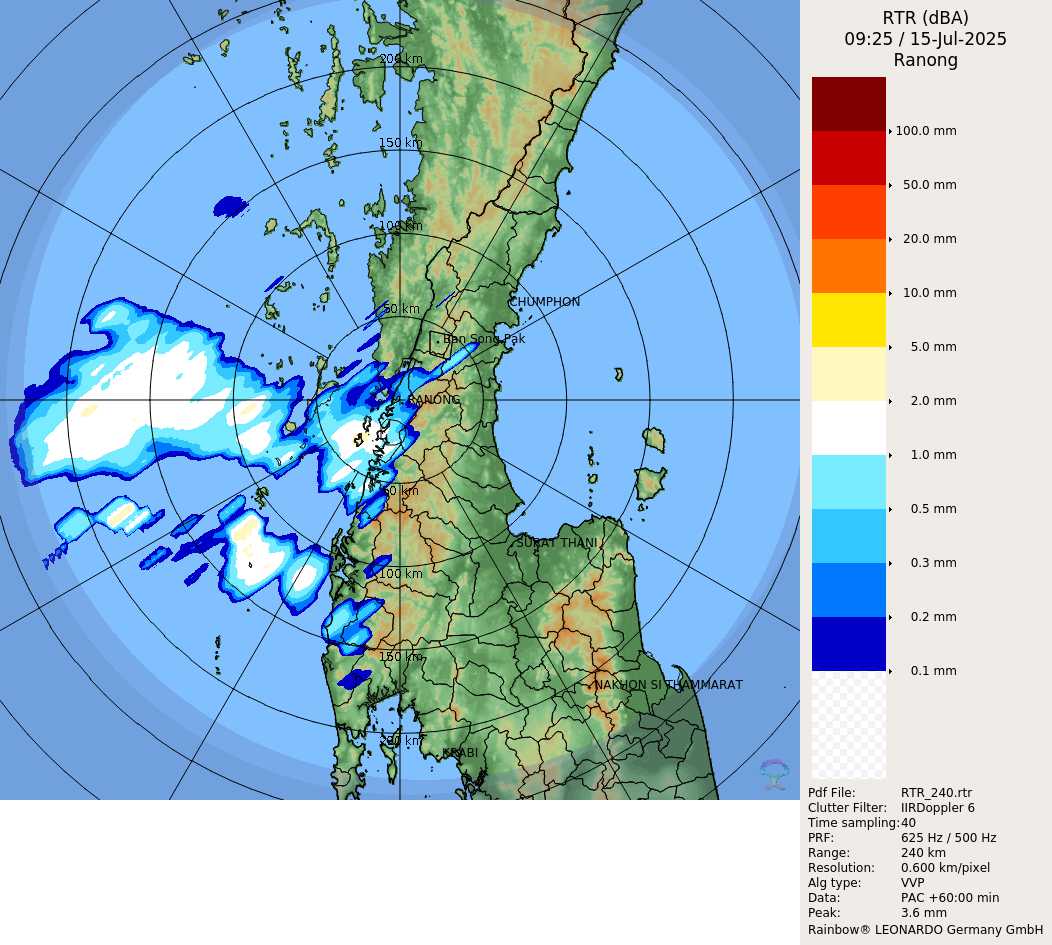 200 km
150 km
100 km
50 km
CHUMPHON
Ban Song Pak
RANONG
50 km
SURAT THANI
100 km
150 km
NAKHON SI THAMMARAT
200 km
KRABI
RTR (dBA)
09:25 / 15-Jul-2025
Ranong
100.0 mm
50.0 mm
20.0 mm
10.0 mm
5.0 mm
2.0 mm
1.0 mm
0.5 mm
0.3 mm
0.2 mm
0.1 mm
Pdf File: RTR_240.rtr
Clutter Filter: IIRDoppler 6
Time sampling:40
PRF: 625 Hz / 500 Hz
Range: 240 km
Resolution: 0.600 km/pixel
Alg type: VVP
Data: PAC +60:00 min
Peak: 3.6 mm
Rainbow® LEONARDO Germany GmbH